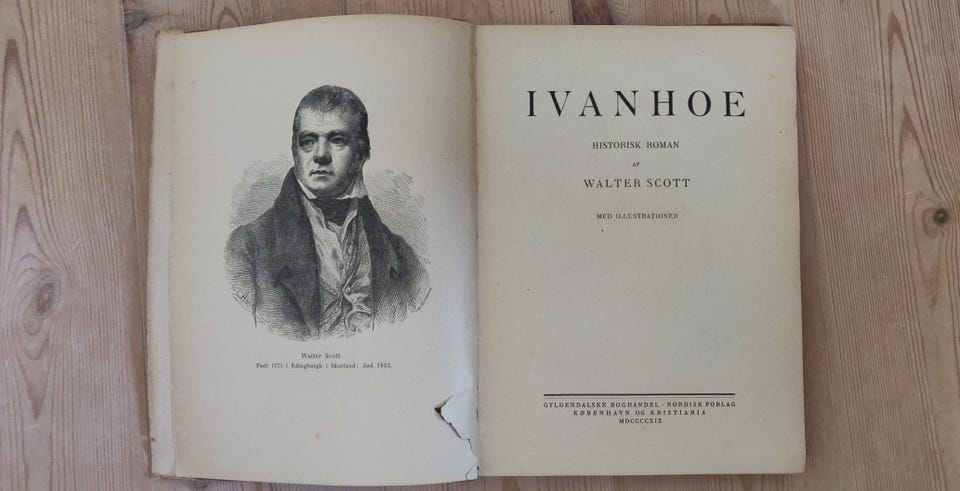 Walter Scott.
Født 1771 i Edingburgh i Skotland; død 1832.
IVANHOE
HISTORISK ROMAN
AF
WALTER SCOTT
MED ILLUSTRATIONER
GYLDENDALSKE BOGHANDEL - NORDISK FORLAG
KØBENHAVN OG KRISTIANIA
MDCCCCXIX